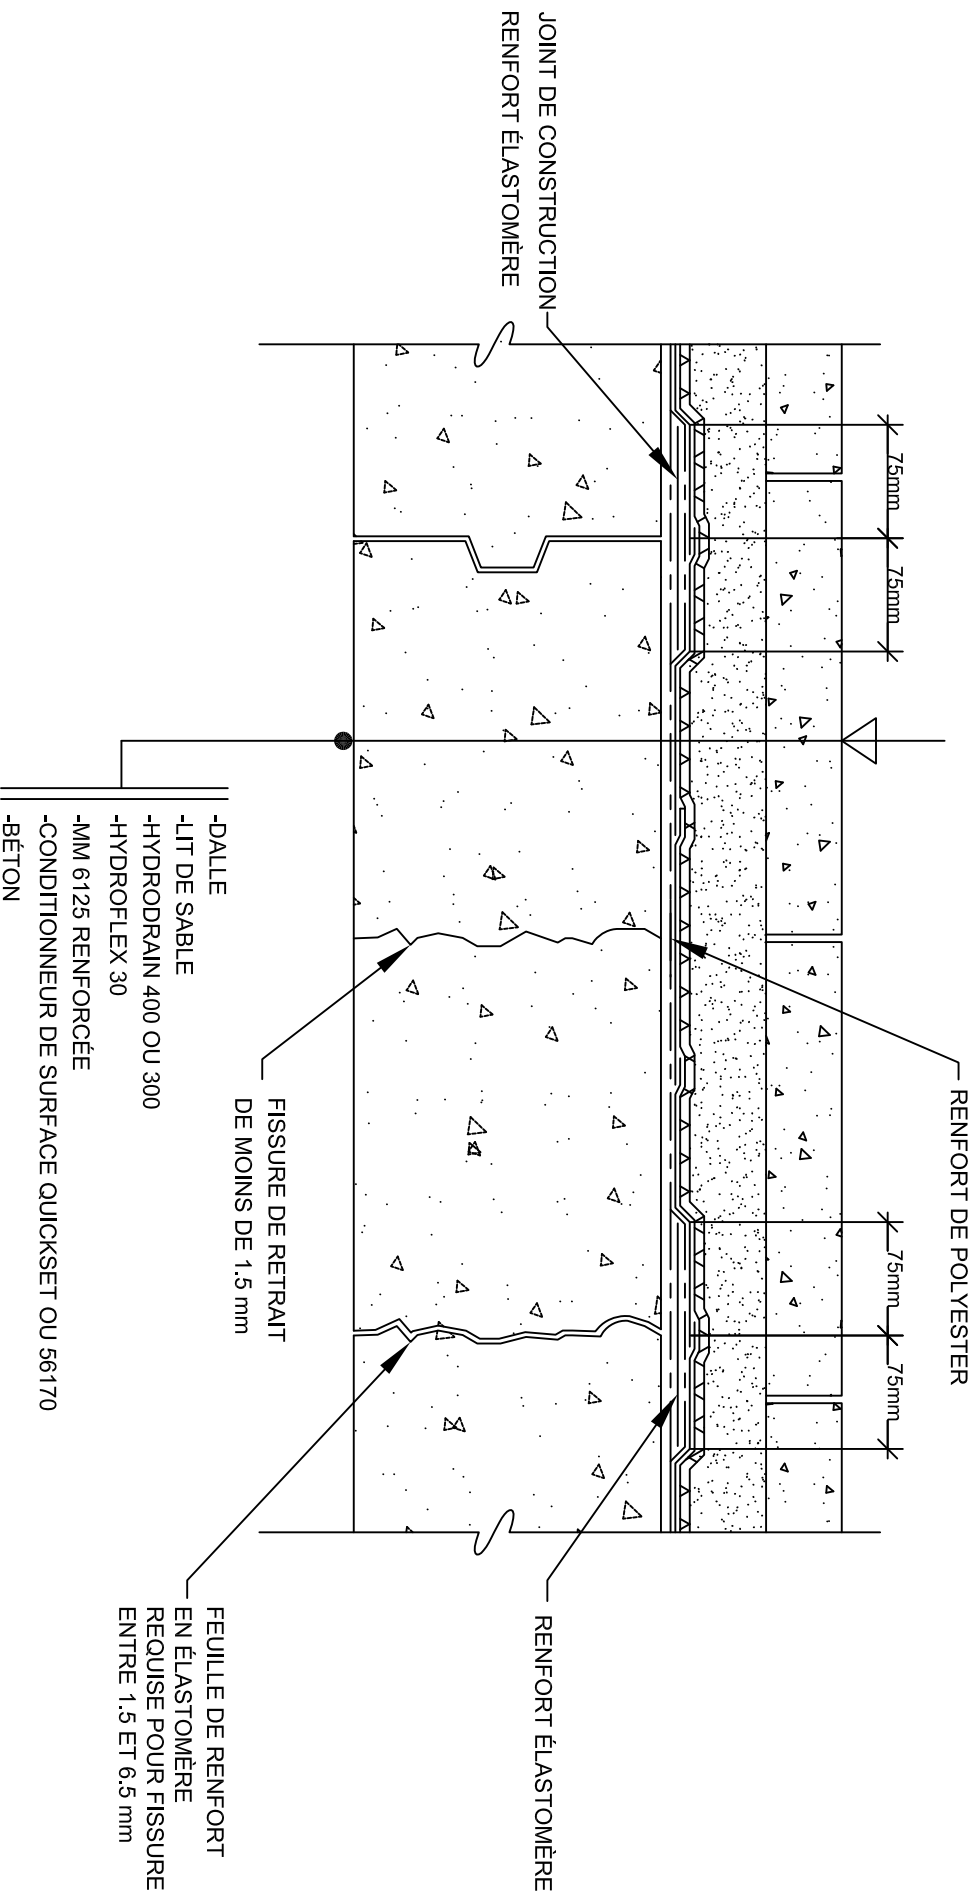 JOINT DE CONSTRUCTION
RENFORT ÉLASTOMÈRE
75mm
75mm
RENFORT DE POLYESTER
75mm
75mm
RENFORT ÉLASTOMÈRE
FEUILLE DE RENFORT
EN ÉLASTOMÈRE
REQUISE POUR FISSURE
ENTRE 1.5 ET 6.5 mm
FISSURE DE RETRAIT
DE MOINS DE 1.5 mm
-DALLE
-LIT DE SABLE
-HYDRODRAIN 400 OU 300
-HYDROFLEX 30
-MM 6125 RENFORCÉE
-CONDITIONNEUR DE SURFACE QUICKSET OU 56170
-BÉTON